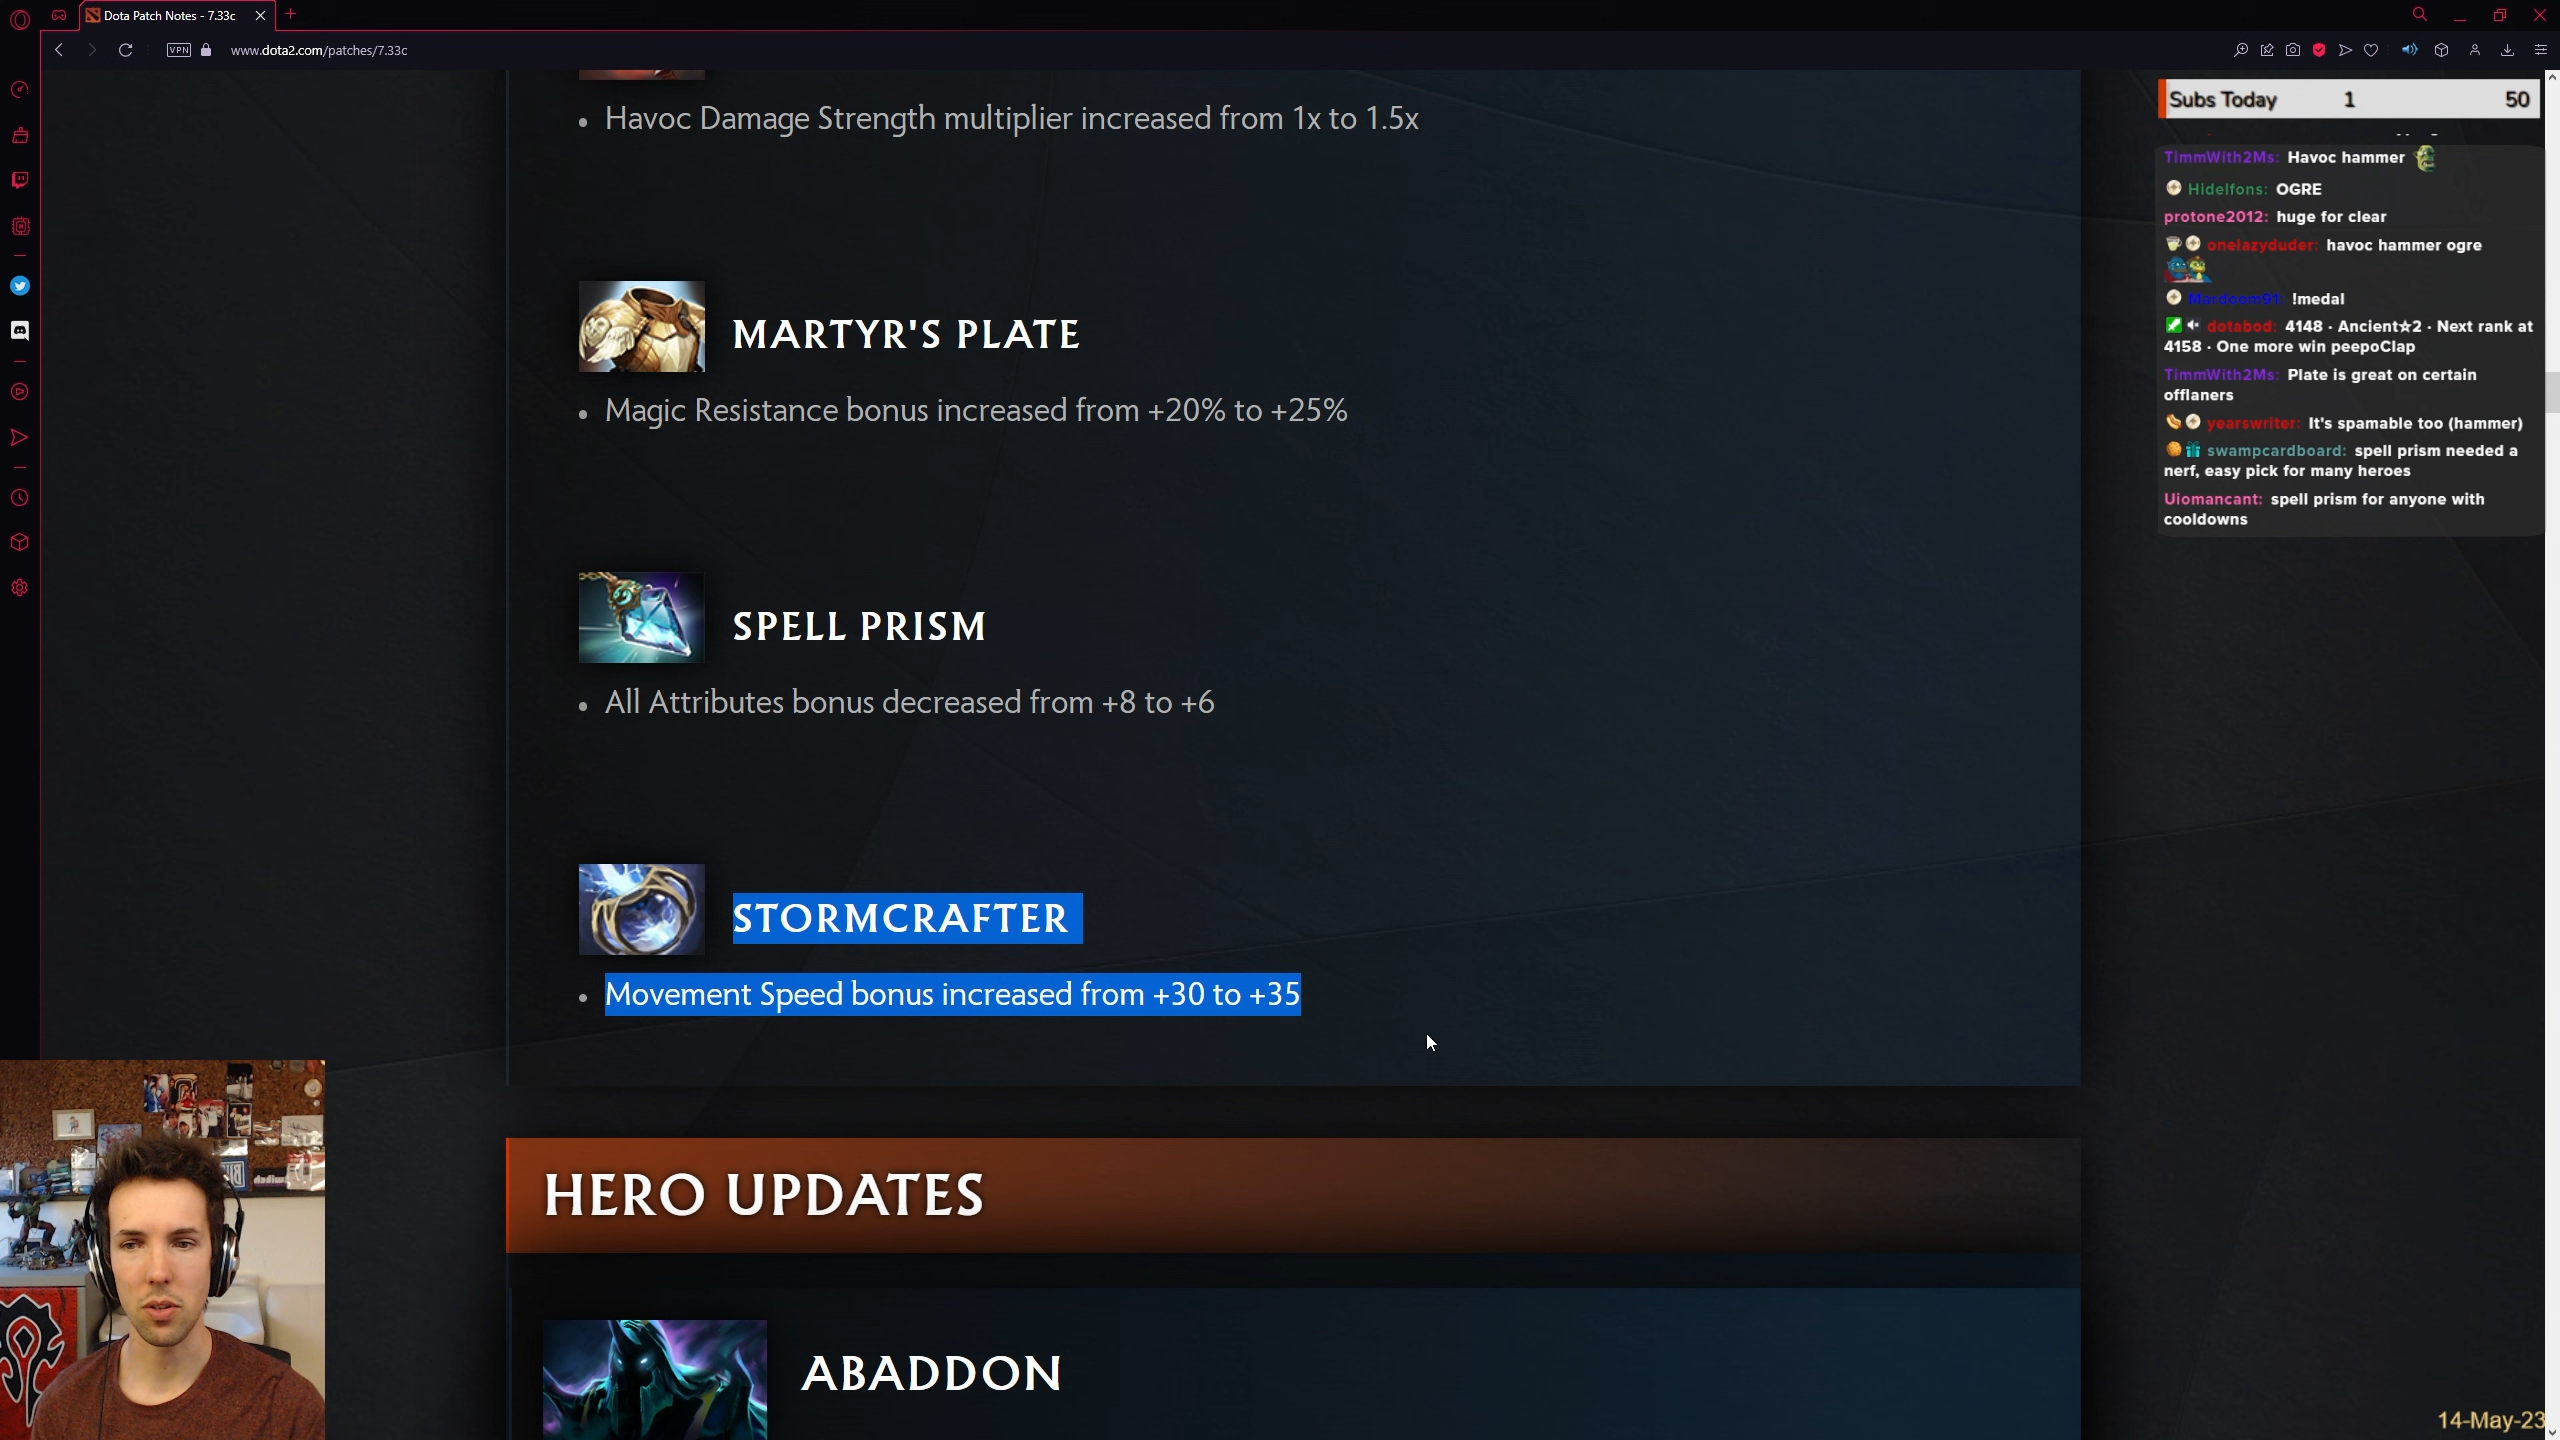 Dota Patch Notes - 7.33c
VPN
www.dota2.com/patches/7.33c
Havoc Damage Strength multiplier increased from 1x to 1.5x
MARTYR'S PLATE
Magic Resistance bonus increased from +20% to +25%
SPELL PRISM
All Attributes bonus decreased from +8 to +6
STORMCRAFTER
Movement Speed bonus increased from +30 to +35
HERO UPDATES
ABADDON
Subs Today 1 50
TimmWith2Ms: Havoc hammer
Hidelfons: OGRE
protone2012: huge for clear
onelazyduder: havoc hammer ogre
Mardoom91: !medal
dotabod: 4148 · Ancient☆2 · Next rank at
4158 · One more win peepoClap
TimmWith2Ms: Plate is great on certain
offlaners
yearswriter: It's spamable too (hammer)
swampcardboard: spell prism needed a
nerf, easy pick for many heroes
Uiomancant: spell prism for anyone with
cooldowns
14-May-23